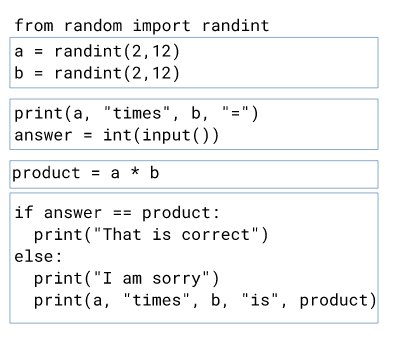 from random import randint
a = randint(2,12)
b = randint(2,12)
print(a, "times", b, "=")
answer = int(input())
product = a * b
if answer == product:
  print("That is correct")
else:
  print("I am sorry")
  print(a, "times", b, "is", product)